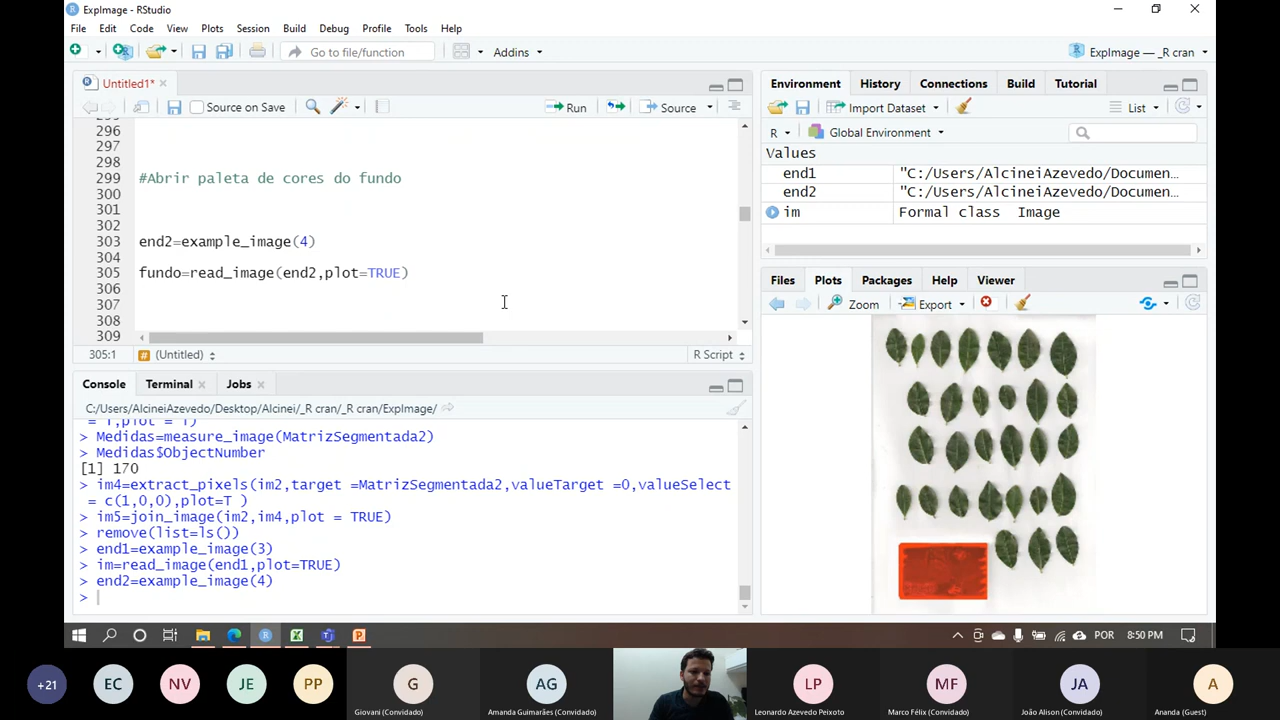 ExpImage - RStudio
File Edit Code View Plots Session Build Debug Profile Tools Help
Go to file/function
Addins
ExpImage — _R cran
Untitled1*
Source on Save
Run
Source
296
297
298
299 #Abrir paleta de cores do fundo
300
301
302
303 end2=example_image(4)
304
305 fundo=read_image(end2,plot=TRUE)
306
307
308
309
305:1 (Untitled) R Script
Console Terminal Jobs
C:/Users/AlcineiAzevedo/Desktop/Alcinei/_R cran/_R cran/ExpImage/
= T,plot = T)
> Medidas=measure_image(MatrizSegmentada2)
> Medidas$ObjectNumber
[1] 170
> im4=extract_pixels(im2,target =MatrizSegmentada2,valueTarget =0,valueSelect
= c(1,0,0),plot=T )
> im5=join_image(im2,im4,plot = TRUE)
> remove(list=ls())
> end1=example_image(3)
> im=read_image(end1,plot=TRUE)
> end2=example_image(4)
>
Environment History Connections Build Tutorial
Import Dataset List
R Global Environment
Values
end1 "C:/Users/AlcineiAzevedo/Documen…
end2 "C:/Users/AlcineiAzevedo/Documen…
im Formal class Image
Files Plots Packages Help Viewer
Zoom Export
POR 8:50 PM
+21 EC NV JE PP G AG LP MF JA A
Giovani (Convidado) Amanda Guimarães (Convidado) Leonardo Azevedo Peixoto Marco Félix (Convidado) João Alison (Convidado) Ananda (Guest)